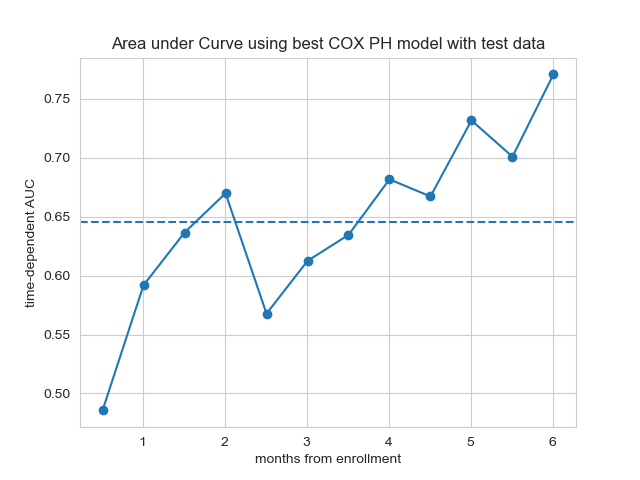 Area under Curve using best COX PH model with test data
time-dependent AUC
0.75
0.70
0.65
0.60
0.55
0.50
1 2 3 4 5 6
months from enrollment